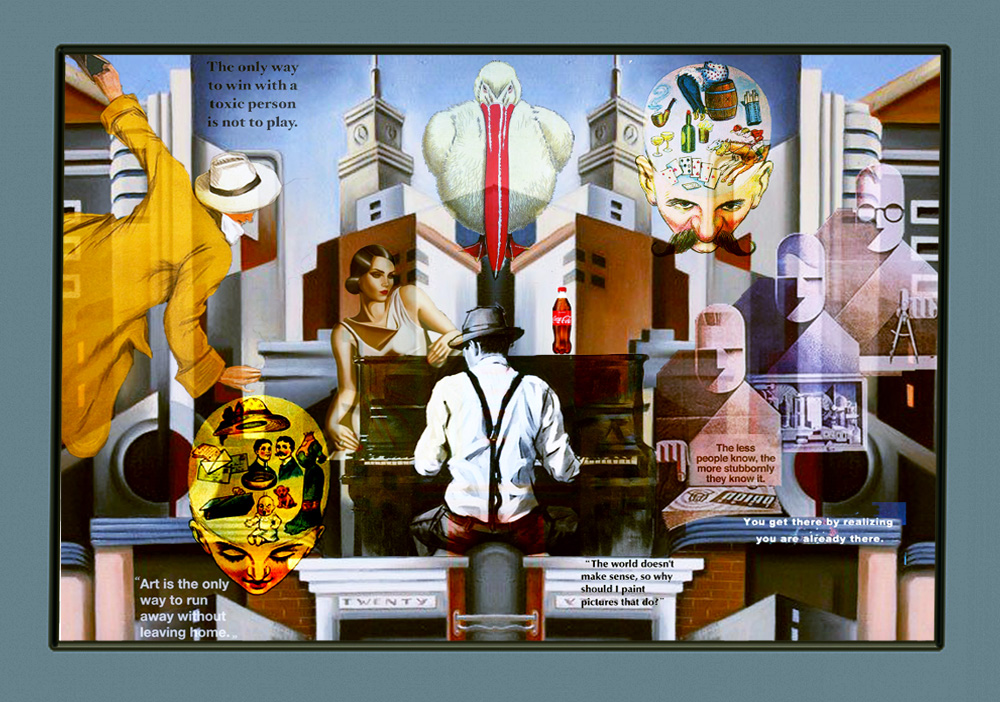 The only way
to win with a
toxic person
is not to play.
Coca-Cola
The less
people know, the
more stubbornly
they know it.
You get there by realizing
you are already there.
"The world doesn't
make sense, so why
should I paint
pictures that do?"
TWENTY
"Art is the only
way to run
away without
leaving home."